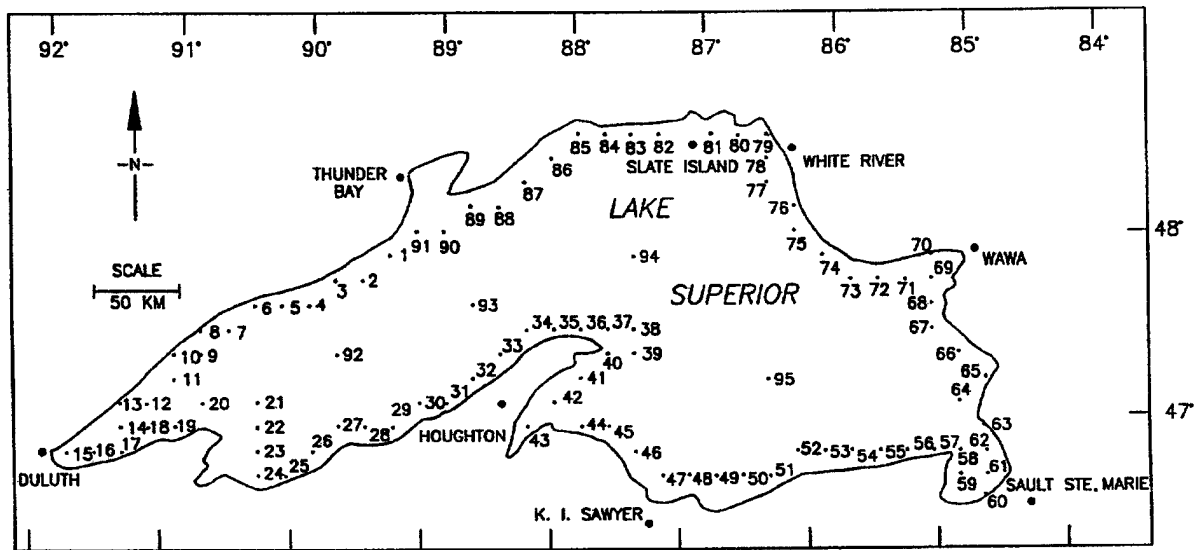 92° 91° 90° 89° 88° 87° 86° 85° 84°
85 84 83 82 81 80 79
-N-
SLATE ISLAND 78 WHITE RIVER
THUNDER
BAY
86
87 77
89 88 LAKE 76
91 90 75 70 48°
1 94 74 69 WAWA
SCALE
3 2 73 72 71
50 KM SUPERIOR
6 5 4 93 68
8 7 34 35 36 37 38 67
10 9 92 33 40 39 66
11 32 41 95 65
13 12 20 21 29 30 31 42 64 47°
14 18 19 22 27 28 HOUGHTON 43 44 45 63
15 16 17 23 26 46 52 53 54 55 56 57 62
58
DULUTH 24 25 47 48 49 50 51 59 61
60 SAULT STE. MARIE
K. I. SAWYER